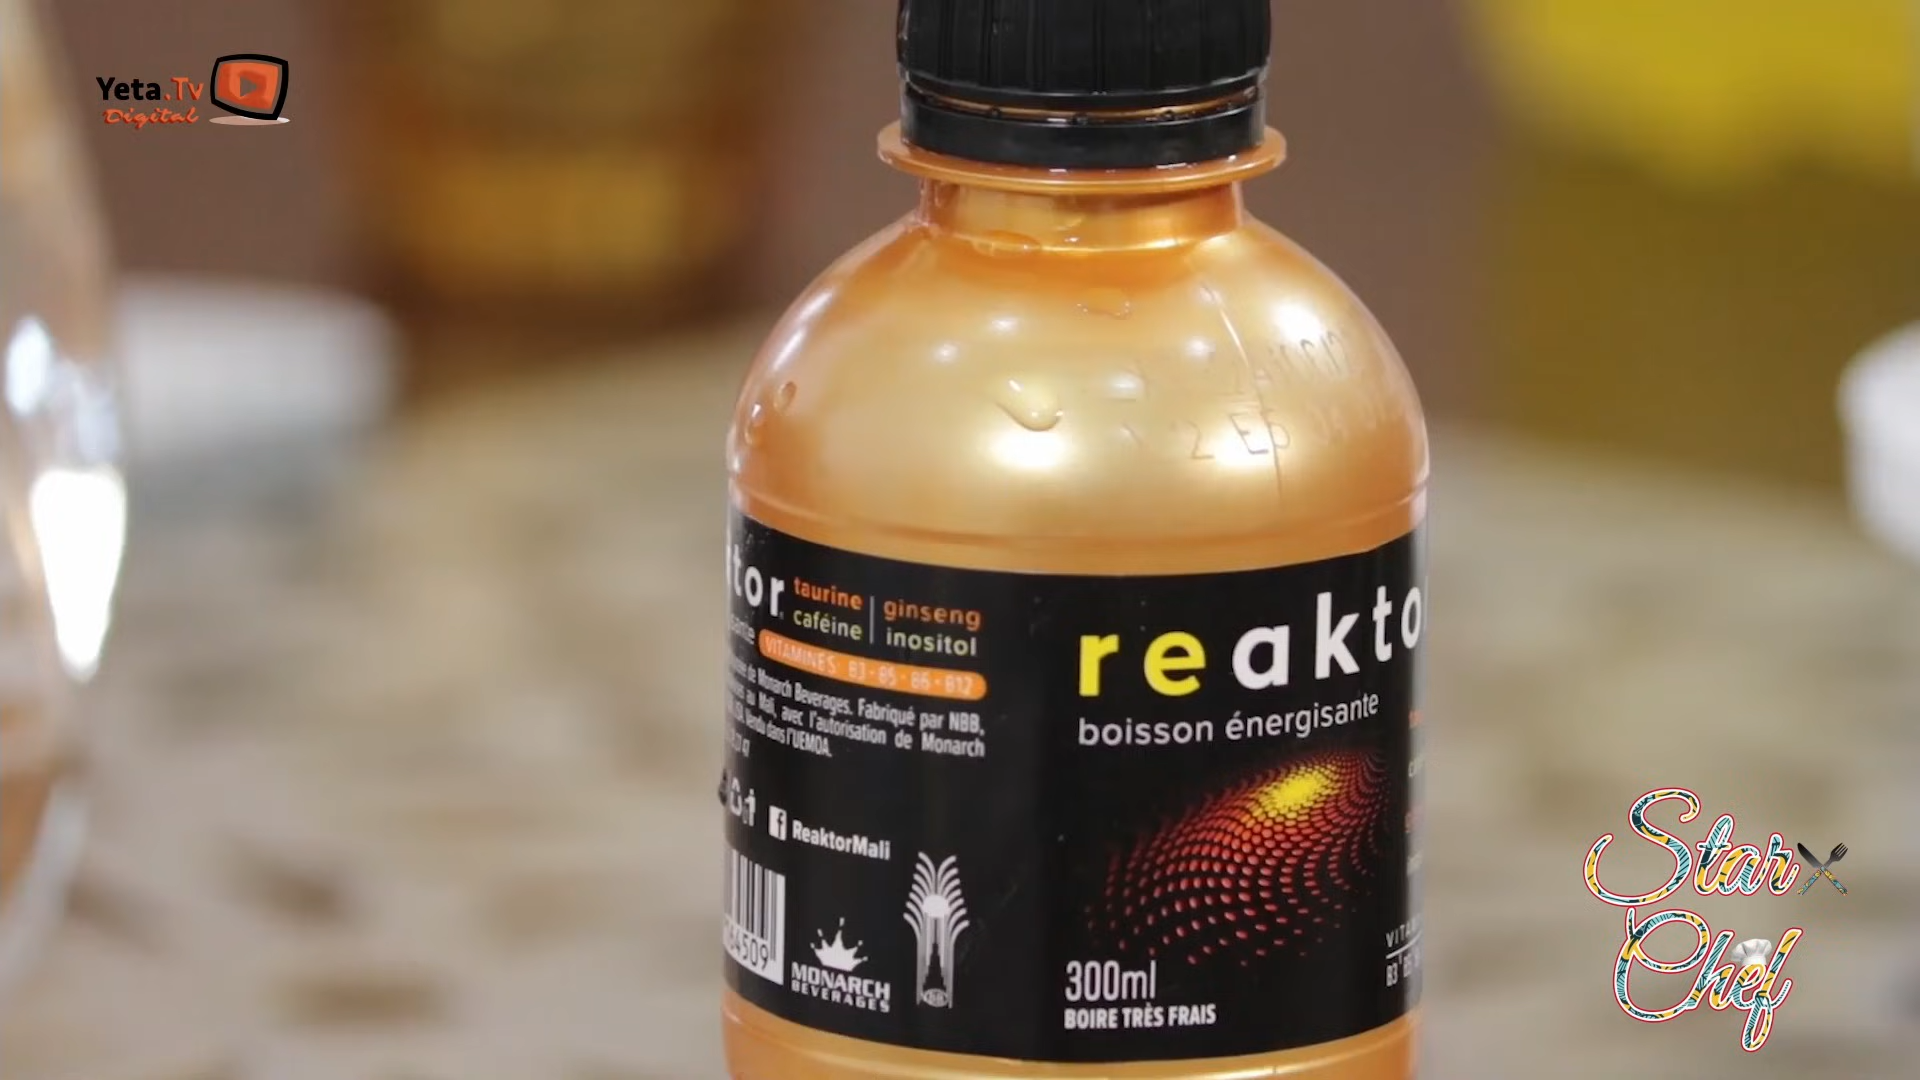 Yeta.Tv
Digital
tor
taurine
caféine
ginseng
inositol
VITAMINES B3 - B5 - B6 - B12
de Monarch Beverages. Fabriqué par NBB,
au Mali, avec l'autorisation de Monarch
Vendu dans l'UEMOA.
ReaktorMali
64509
MONARCH
BEVERAGES
reakto
boisson énergisante
300ml
BOIRE TRÈS FRAIS
Star
Chef